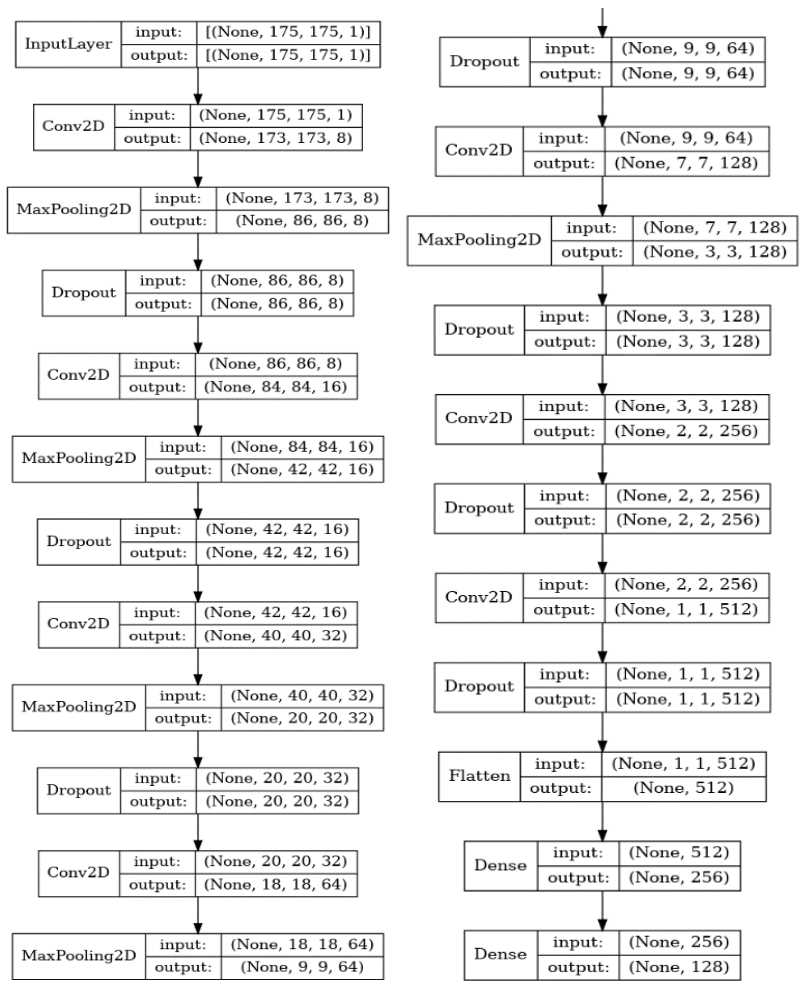 InputLayer
input: [(None, 175, 175, 1)]
output: [(None, 175, 175, 1)]
Conv2D
input: (None, 175, 175, 1)
output: (None, 173, 173, 8)
MaxPooling2D
input: (None, 173, 173, 8)
output: (None, 86, 86, 8)
Dropout
input: (None, 86, 86, 8)
output: (None, 86, 86, 8)
Conv2D
input: (None, 86, 86, 8)
output: (None, 84, 84, 16)
MaxPooling2D
input: (None, 84, 84, 16)
output: (None, 42, 42, 16)
Dropout
input: (None, 42, 42, 16)
output: (None, 42, 42, 16)
Conv2D
input: (None, 42, 42, 16)
output: (None, 40, 40, 32)
MaxPooling2D
input: (None, 40, 40, 32)
output: (None, 20, 20, 32)
Dropout
input: (None, 20, 20, 32)
output: (None, 20, 20, 32)
Conv2D
input: (None, 20, 20, 32)
output: (None, 18, 18, 64)
MaxPooling2D
input: (None, 18, 18, 64)
output: (None, 9, 9, 64)
Dropout
input: (None, 9, 9, 64)
output: (None, 9, 9, 64)
Conv2D
input: (None, 9, 9, 64)
output: (None, 7, 7, 128)
MaxPooling2D
input: (None, 7, 7, 128)
output: (None, 3, 3, 128)
Dropout
input: (None, 3, 3, 128)
output: (None, 3, 3, 128)
Conv2D
input: (None, 3, 3, 128)
output: (None, 2, 2, 256)
Dropout
input: (None, 2, 2, 256)
output: (None, 2, 2, 256)
Conv2D
input: (None, 2, 2, 256)
output: (None, 1, 1, 512)
Dropout
input: (None, 1, 1, 512)
output: (None, 1, 1, 512)
Flatten
input: (None, 1, 1, 512)
output: (None, 512)
Dense
input: (None, 512)
output: (None, 256)
Dense
input: (None, 256)
output: (None, 128)